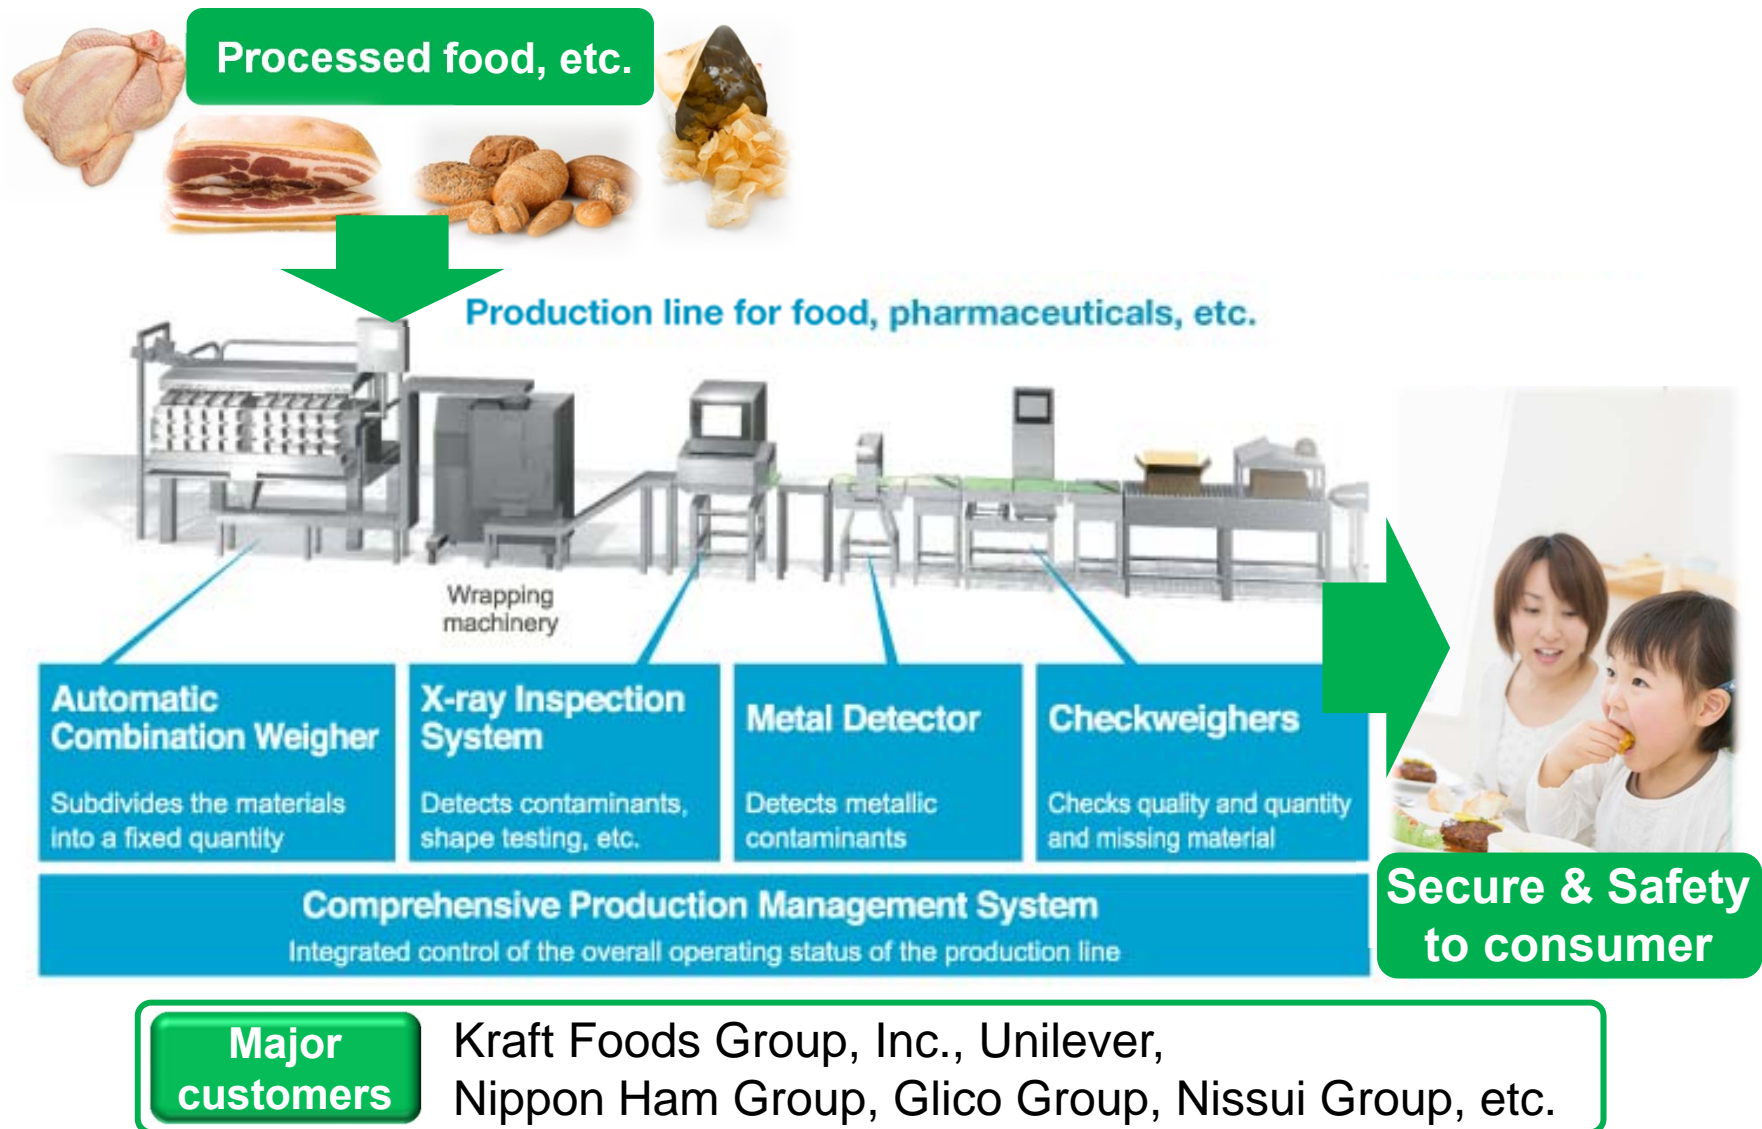 Processed food, etc.
Production line for food, pharmaceuticals, etc.
Wrapping
machinery
Automatic
Combination Weigher
Subdivides the materials
into a fixed quantity
X-ray Inspection
System
Detects contaminants,
shape testing, etc.
Metal Detector
Detects metallic
contaminants
Checkweighers
Checks quality and quantity
and missing material
Comprehensive Production Management System
Integrated control of the overall operating status of the production line
Secure & Safety
to consumer
Major
customers
Kraft Foods Group, Inc., Unilever,
Nippon Ham Group, Glico Group, Nissui Group, etc.